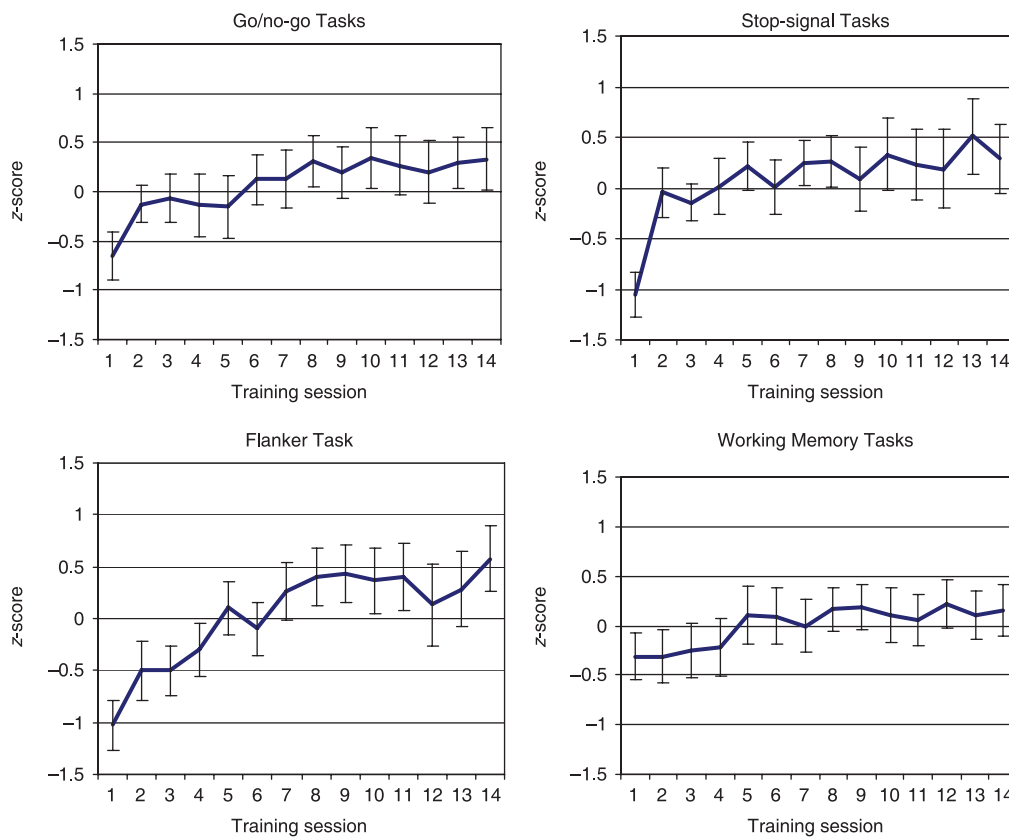 Go/no-go Tasks
1.5
1
0.5
0
−0.5
−1
−1.5
z-score
1 2 3 4 5 6 7 8 9 10 11 12 13 14
Training session
Stop-signal Tasks
1.5
1
0.5
0
−0.5
−1
−1.5
z-score
1 2 3 4 5 6 7 8 9 10 11 12 13 14
Training session
Flanker Task
1.5
1
0.5
0
−0.5
−1
−1.5
z-score
1 2 3 4 5 6 7 8 9 10 11 12 13 14
Training session
Working Memory Tasks
1.5
1
0.5
0
−0.5
−1
−1.5
z-score
1 2 3 4 5 6 7 8 9 10 11 12 13 14
Training session